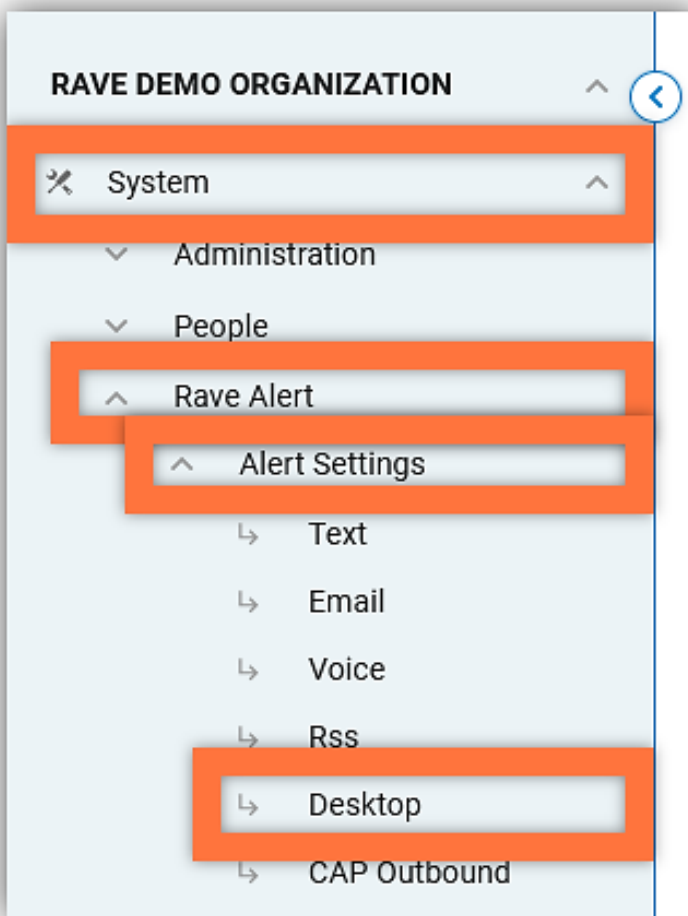 RAVE DEMO ORGANIZATION
System
Administration
People
Rave Alert
Alert Settings
Text
Email
Voice
Rss
Desktop
CAP Outbound